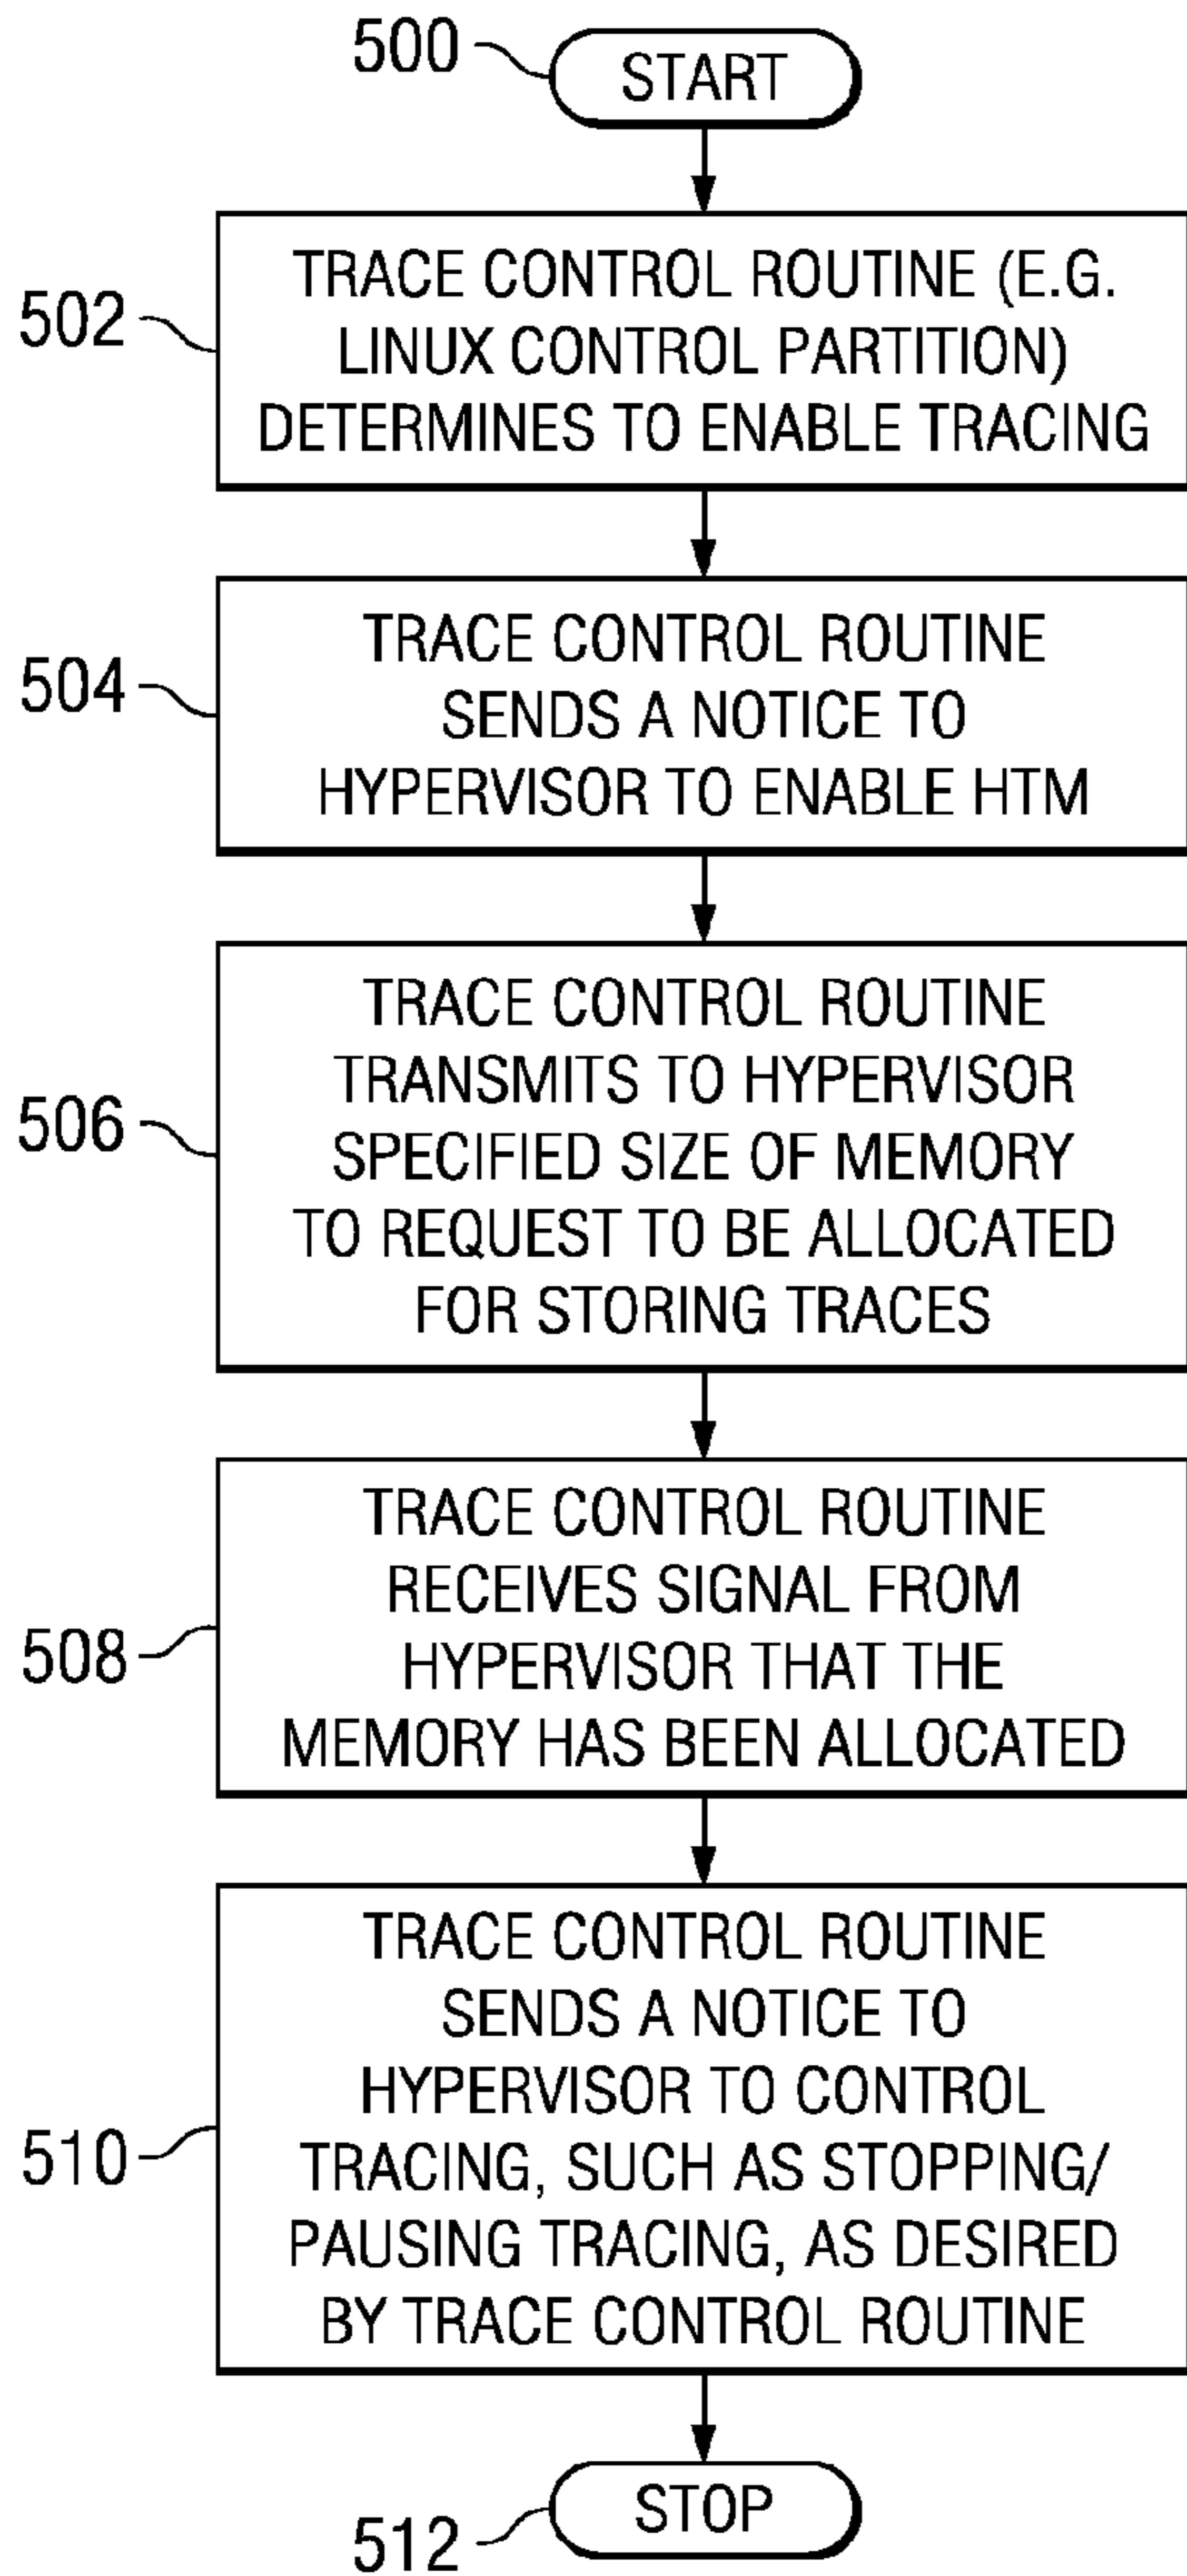 500
START
502
TRACE CONTROL ROUTINE (E.G.
LINUX CONTROL PARTITION)
DETERMINES TO ENABLE TRACING
504
TRACE CONTROL ROUTINE
SENDS A NOTICE TO
HYPERVISOR TO ENABLE HTM
506
TRACE CONTROL ROUTINE
TRANSMITS TO HYPERVISOR
SPECIFIED SIZE OF MEMORY
TO REQUEST TO BE ALLOCATED
FOR STORING TRACES
508
TRACE CONTROL ROUTINE
RECEIVES SIGNAL FROM
HYPERVISOR THAT THE
MEMORY HAS BEEN ALLOCATED
510
TRACE CONTROL ROUTINE
SENDS A NOTICE TO
HYPERVISOR TO CONTROL
TRACING, SUCH AS STOPPING/
PAUSING TRACING, AS DESIRED
BY TRACE CONTROL ROUTINE
512
STOP